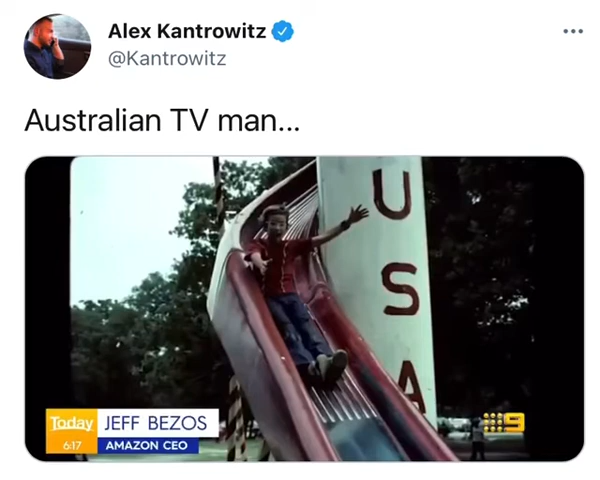 Alex Kantrowitz
@Kantrowitz
Australian TV man...
U
S
A
Today
JEFF BEZOS
6:17
AMAZON CEO
9